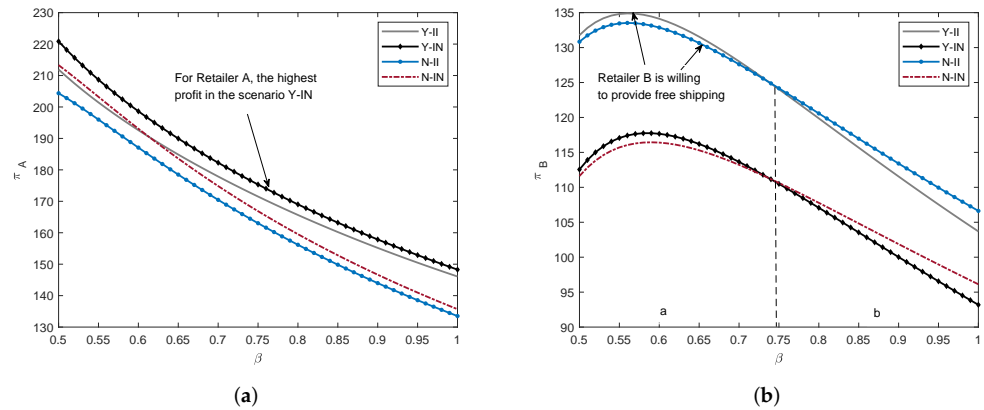 230
220
210
200
190
180
170
160
150
140
130
π A
0.5 0.55 0.6 0.65 0.7 0.75 0.8 0.85 0.9 0.95 1
β
Y-II
Y-IN
N-II
N-IN
For Retailer A, the highest
profit in the scenario Y-IN
(a)
135
130
125
120
115
110
105
100
95
90
π B
0.5 0.55 0.6 0.65 0.7 0.75 0.8 0.85 0.9 0.95 1
β
Y-II
Y-IN
N-II
N-IN
Retailer B is willing
to provide free shipping
a b
(b)